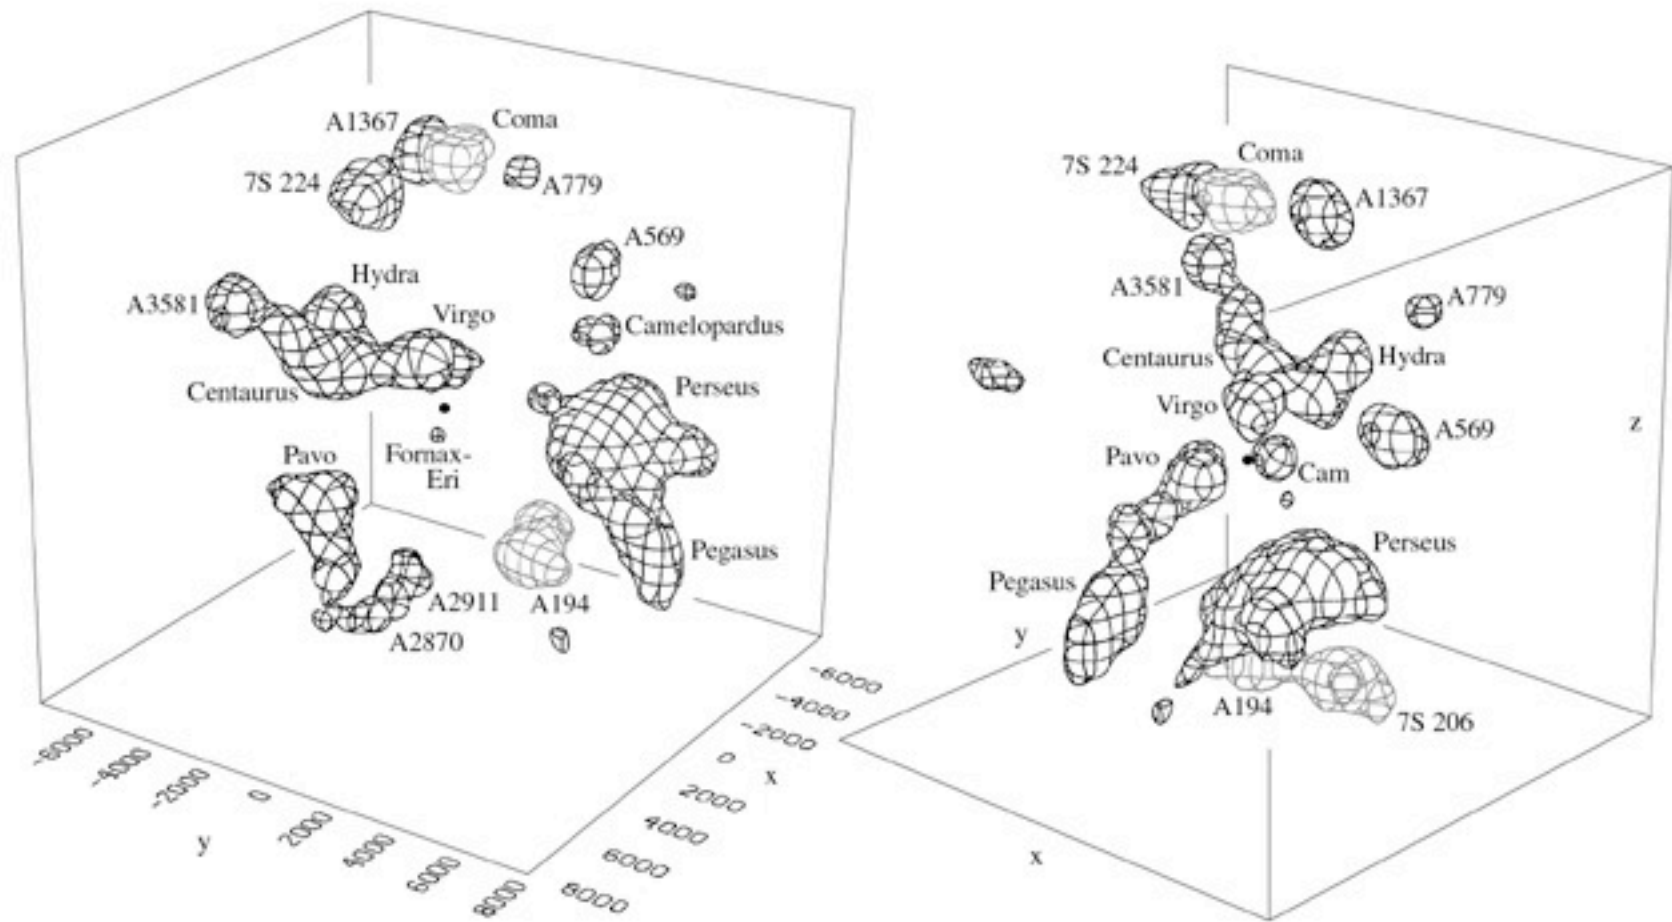 A1367
Coma
7S 224
A779
A569
Hydra
A3581
Virgo
Camelopardus
Centaurus
Perseus
Pavo
Fornax-
Eri
Pegasus
A2911
A194
A2870
-6000
-4000
-2000
0
2000
4000
6000
8000
y
-6000
-4000
-2000
0
x
2000
4000
6000
8000
7S 224
Coma
A1367
A3581
A779
Centaurus
Hydra
Virgo
A569
z
Pavo
Cam
Perseus
Pegasus
y
A194
7S 206
x